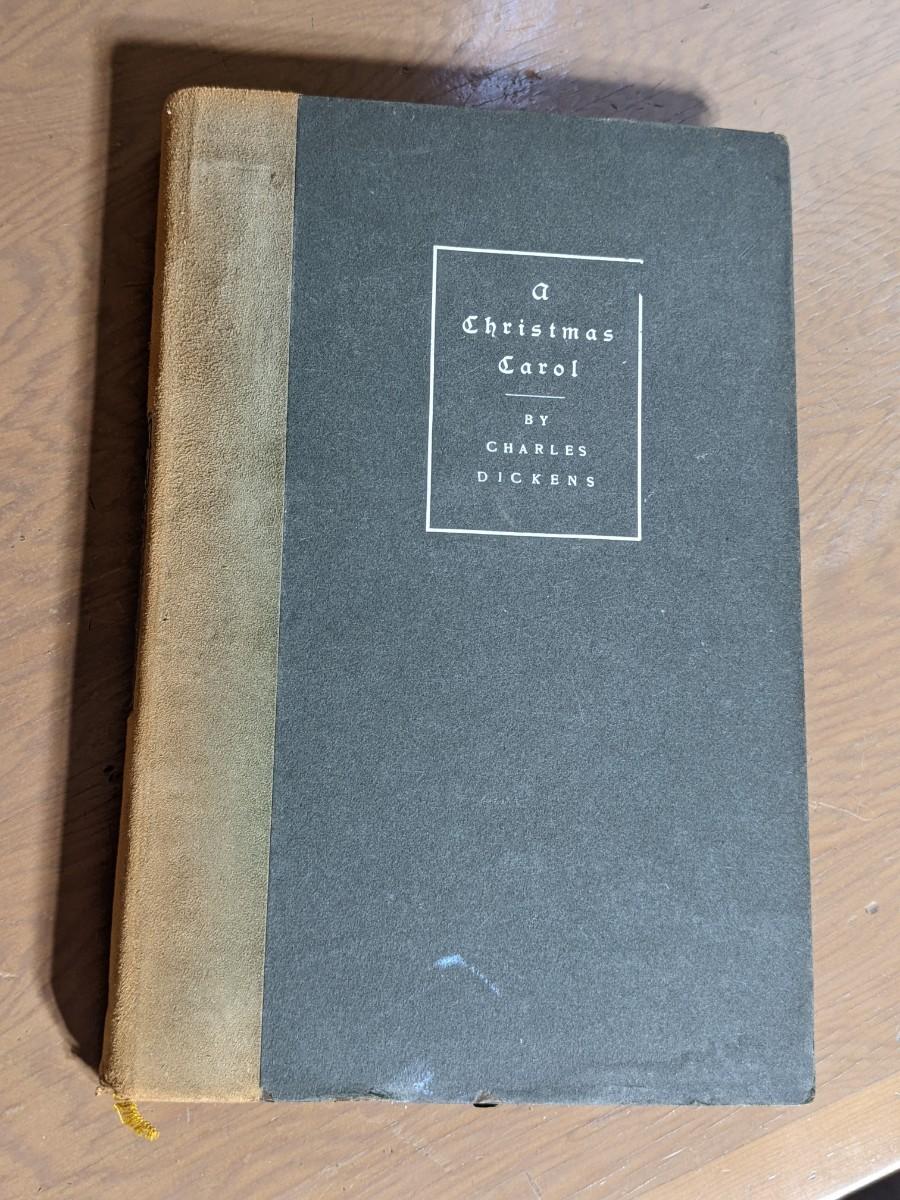 a
Christmas
Carol
BY
CHARLES
DICKENS